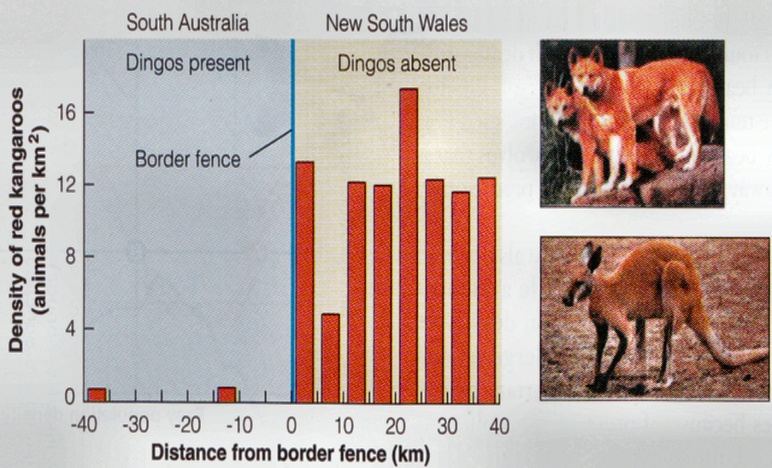 South Australia
New South Wales
Dingos present
Dingos absent
Border fence
Density of red kangaroos
(animals per km²)
16
12
8
4
0
-40 -30 -20 -10 0 10 20 30 40
Distance from border fence (km)